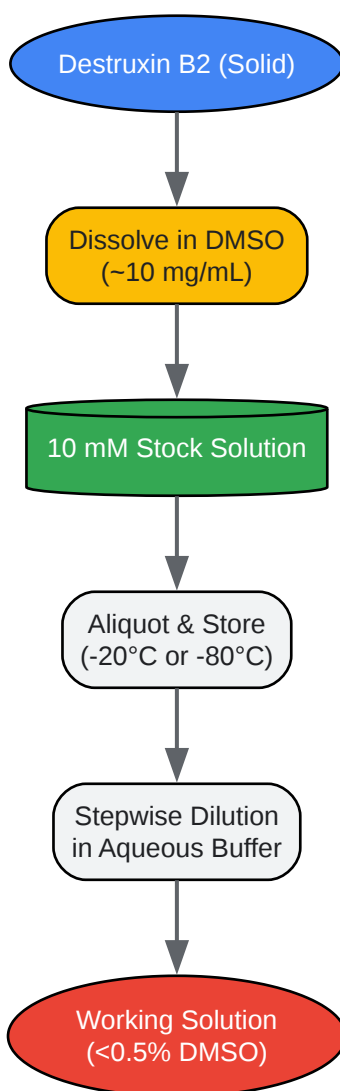 Destruxin B2 (Solid)
Dissolve in DMSO
(~10 mg/mL)
10 mM Stock Solution
Aliquot & Store
(-20°C or -80°C)
Stepwise Dilution
in Aqueous Buffer
Working Solution
(<0.5% DMSO)